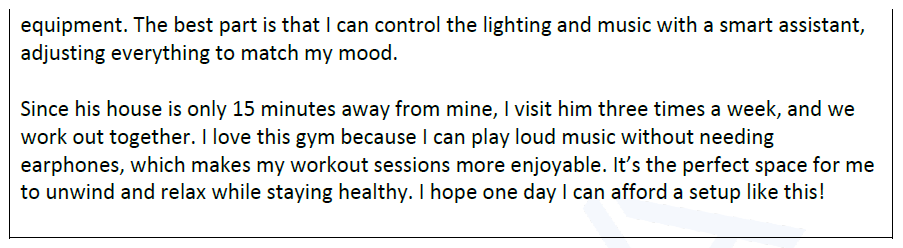 equipment. The best part is that I can control the lighting and music with a smart assistant,
adjusting everything to match my mood.
Since his house is only 15 minutes away from mine, I visit him three times a week, and we
work out together. I love this gym because I can play loud music without needing
earphones, which makes my workout sessions more enjoyable. It’s the perfect space for me
to unwind and relax while staying healthy. I hope one day I can afford a setup like this!